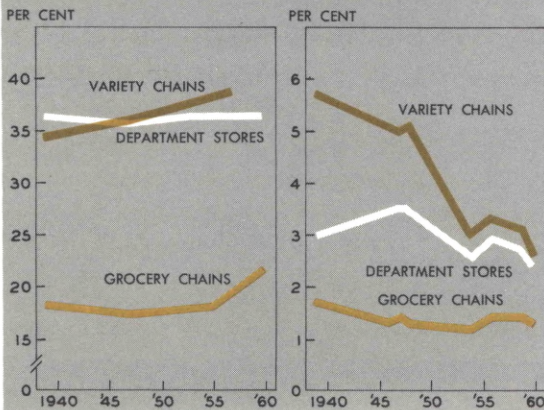 PER CENT
40
35
30
25
20
15
0
VARIETY CHAINS
DEPARTMENT STORES
GROCERY CHAINS
1940 '45 '50 '55 '60
PER CENT
6
5
4
3
2
1
0
VARIETY CHAINS
DEPARTMENT STORES
GROCERY CHAINS
1940 '45 '50 '55 '60